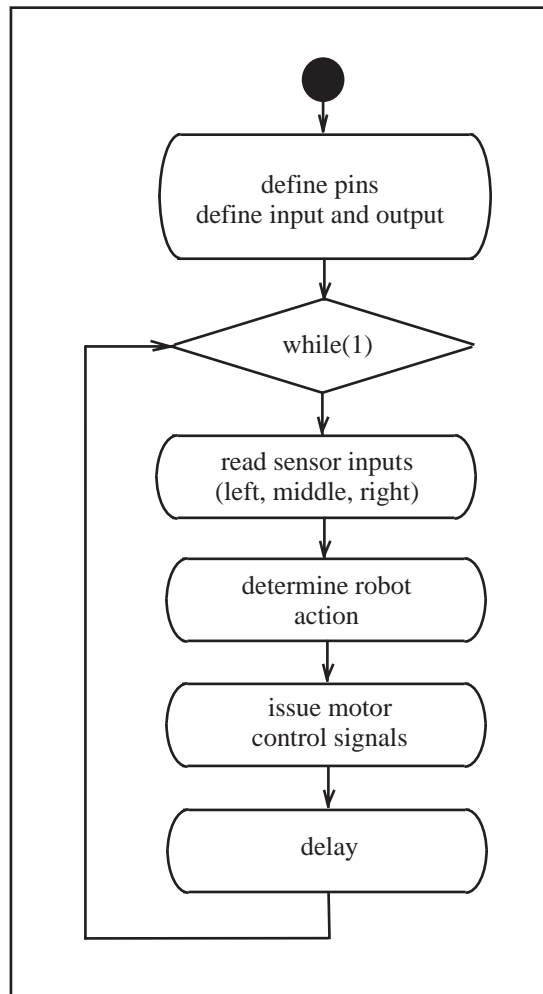 define pins
define input and output
while(1)
read sensor inputs
(left, middle, right)
determine robot
action
issue motor
control signals
delay